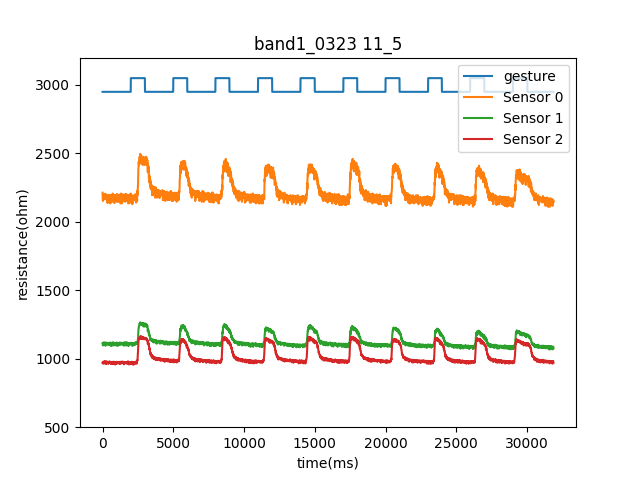 band1_0323 11_5
gesture
Sensor 0
Sensor 1
Sensor 2
3000
2500
2000
1500
1000
500
resistance(ohm)
0
5000
10000
15000
20000
25000
30000
time(ms)